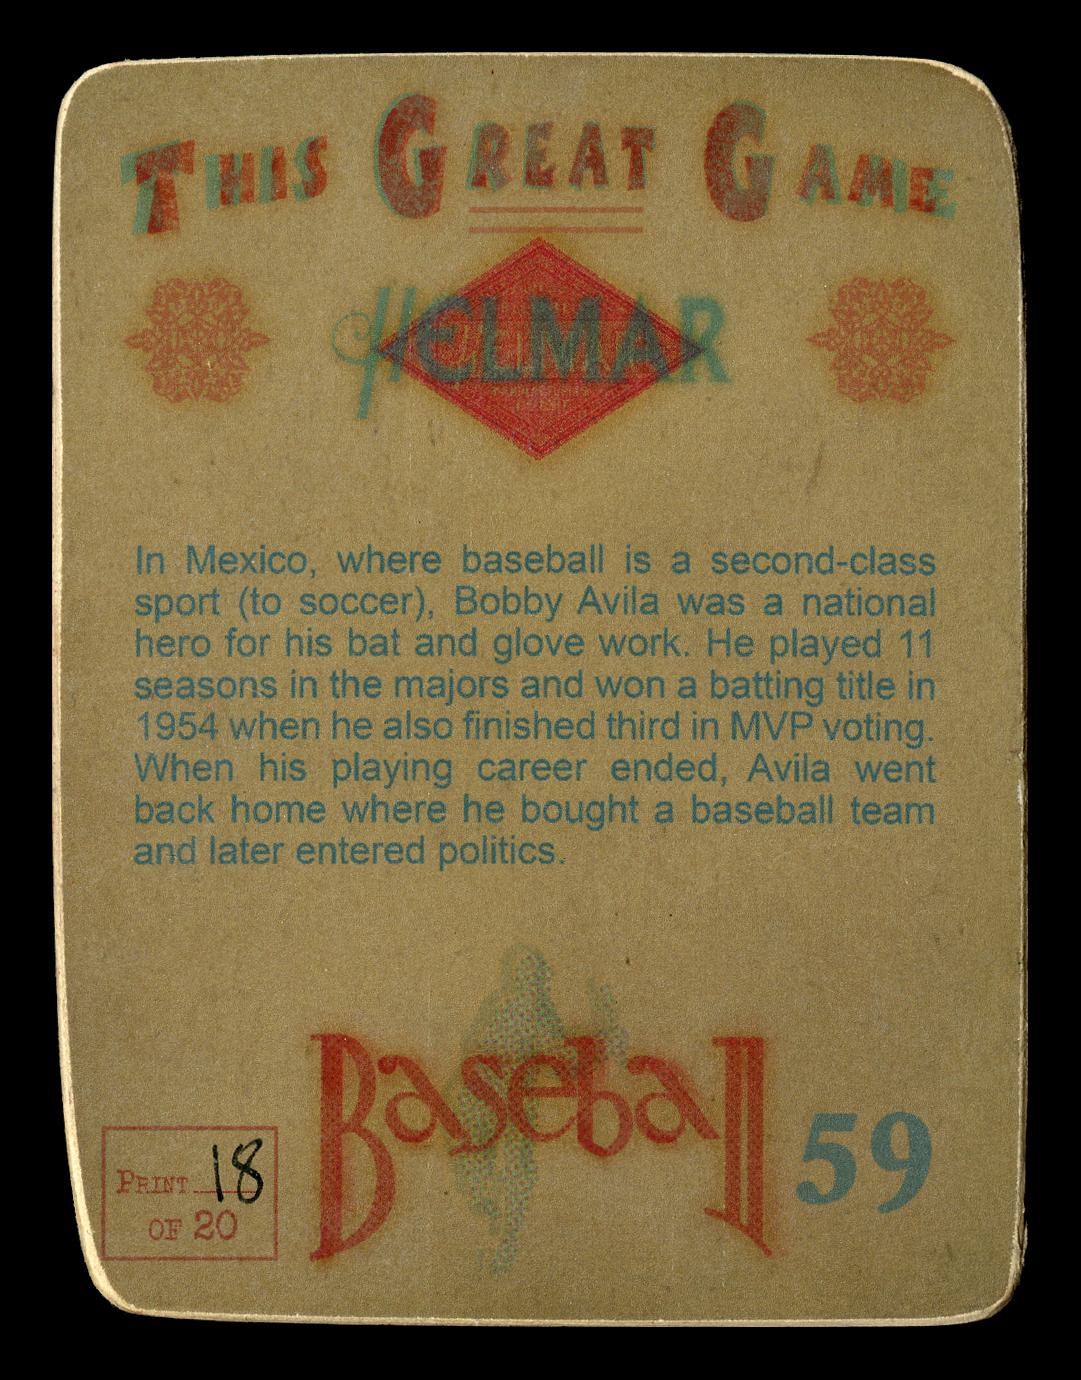 THIS GREAT GAME
HELMAR
In Mexico, where baseball is a second-class
sport (to soccer), Bobby Avila was a national
hero for his bat and glove work. He played 11
seasons in the majors and won a batting title in
1954 when he also finished third in MVP voting.
When his playing career ended, Avila went
back home where he bought a baseball team
and later entered politics.
Baseball
59
PRINT 18
OF 20